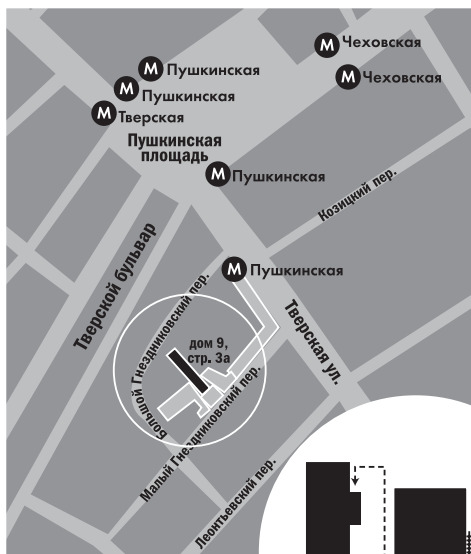 М Чеховская
М Пушкинская
М Чеховская
М Пушкинская
М Тверская
Пушкинская
площадь
М Пушкинская
Козицкий пер.
Тверской бульвар
М Пушкинская
Большой Гнездниковский пер.
Тверская ул.
дом 9,
стр. 3а
Малый Гнездниковский пер.
Леонтьевский пер.